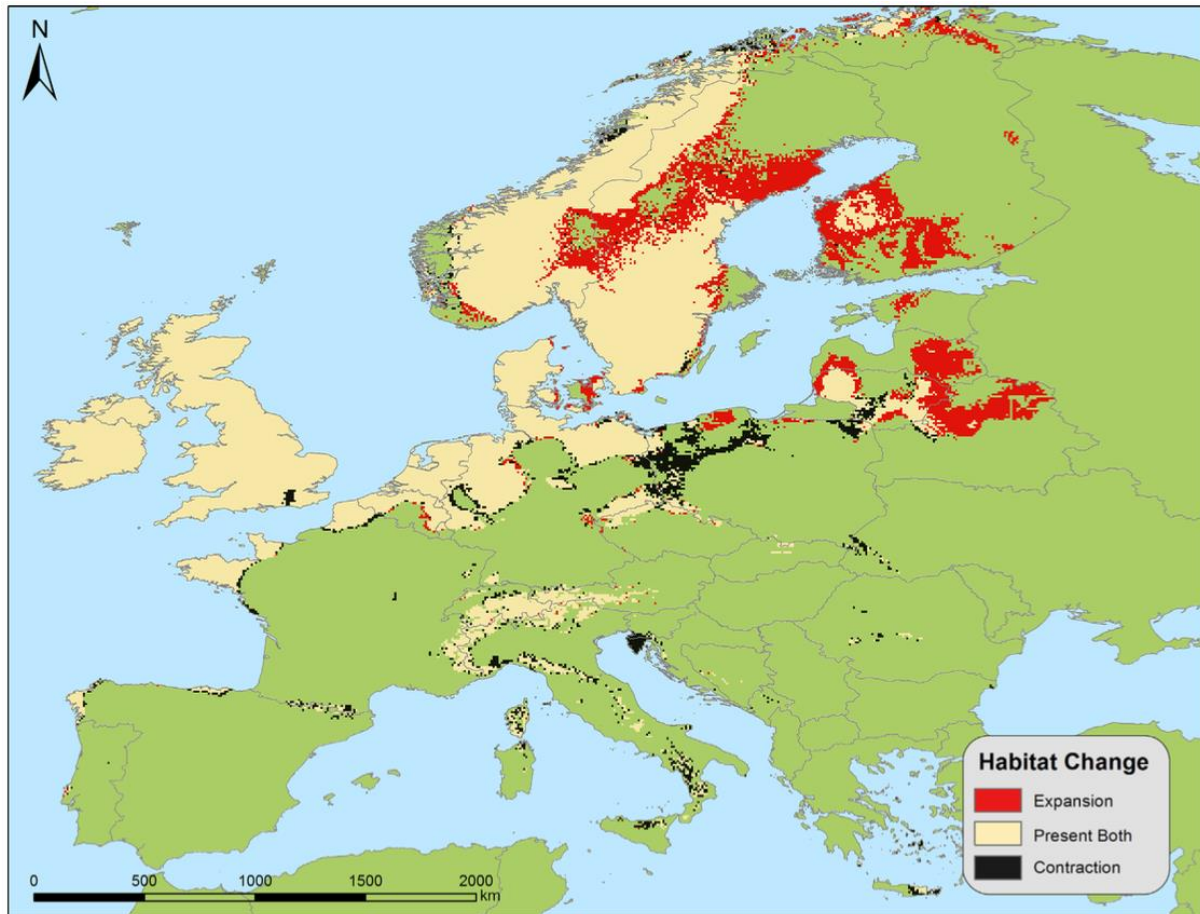 N
Habitat Change
Expansion
Present Both
Contraction
0 500 1000 1500 2000
km